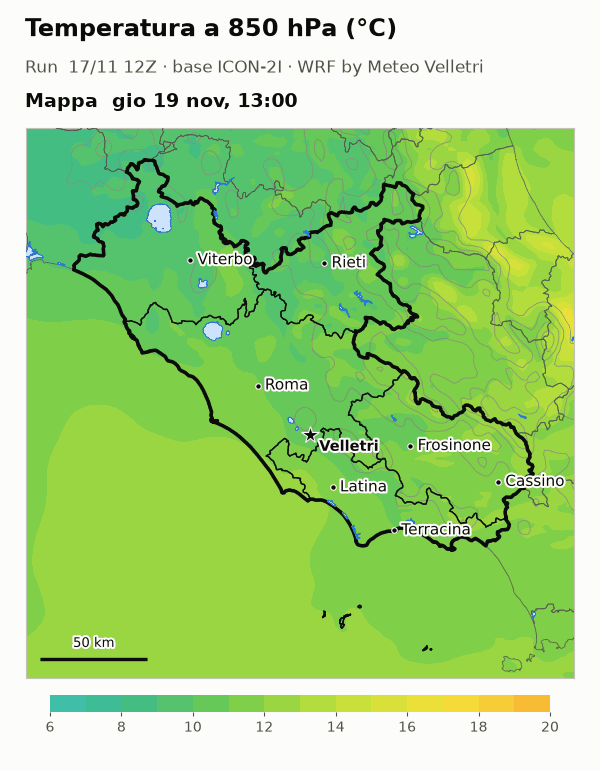 Temperatura a 850 hPa (°C)
Run  17/11 12Z · base ICON-2I · WRF by Meteo Velletri
Mappa  gio 19 nov, 13:00
Viterbo
Rieti
Roma
Velletri
Frosinone
Cassino
Latina
Terracina
50 km
6 8 10 12 14 16 18 20